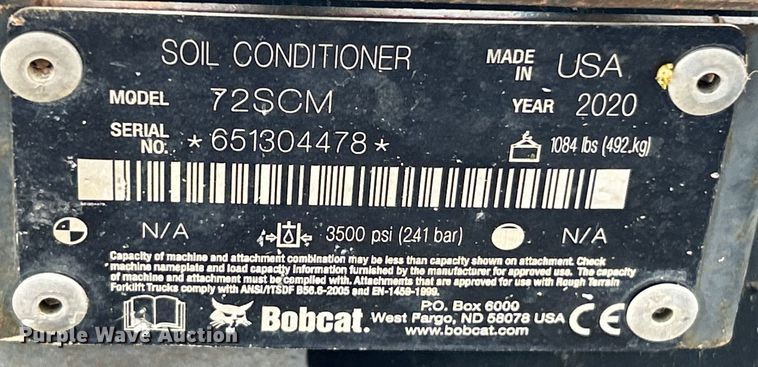 SOIL CONDITIONER
MADE IN USA
MODEL 72SCM
YEAR 2020
SERIAL NO. *651304478*
1084 lbs (492kg)
N/A
3500 psi (241 bar)
N/A
Capacity of machine and attachment combination may be less than capacity shown on attachment. Check
machine nameplate and load capacity information furnished by the manufacturer for approved use. The capacity
of machine and attachment must be complied with. Attachments that are approved for use with Rough Terrain
Forklift Trucks comply with ANSI/ITSDF B56.6-2005 and EN-1459-1999.
Bobcat.
P.O. Box 6000
West Fargo, ND 58078 USA
www.bobcat.com
CE
Purple Wave Auction